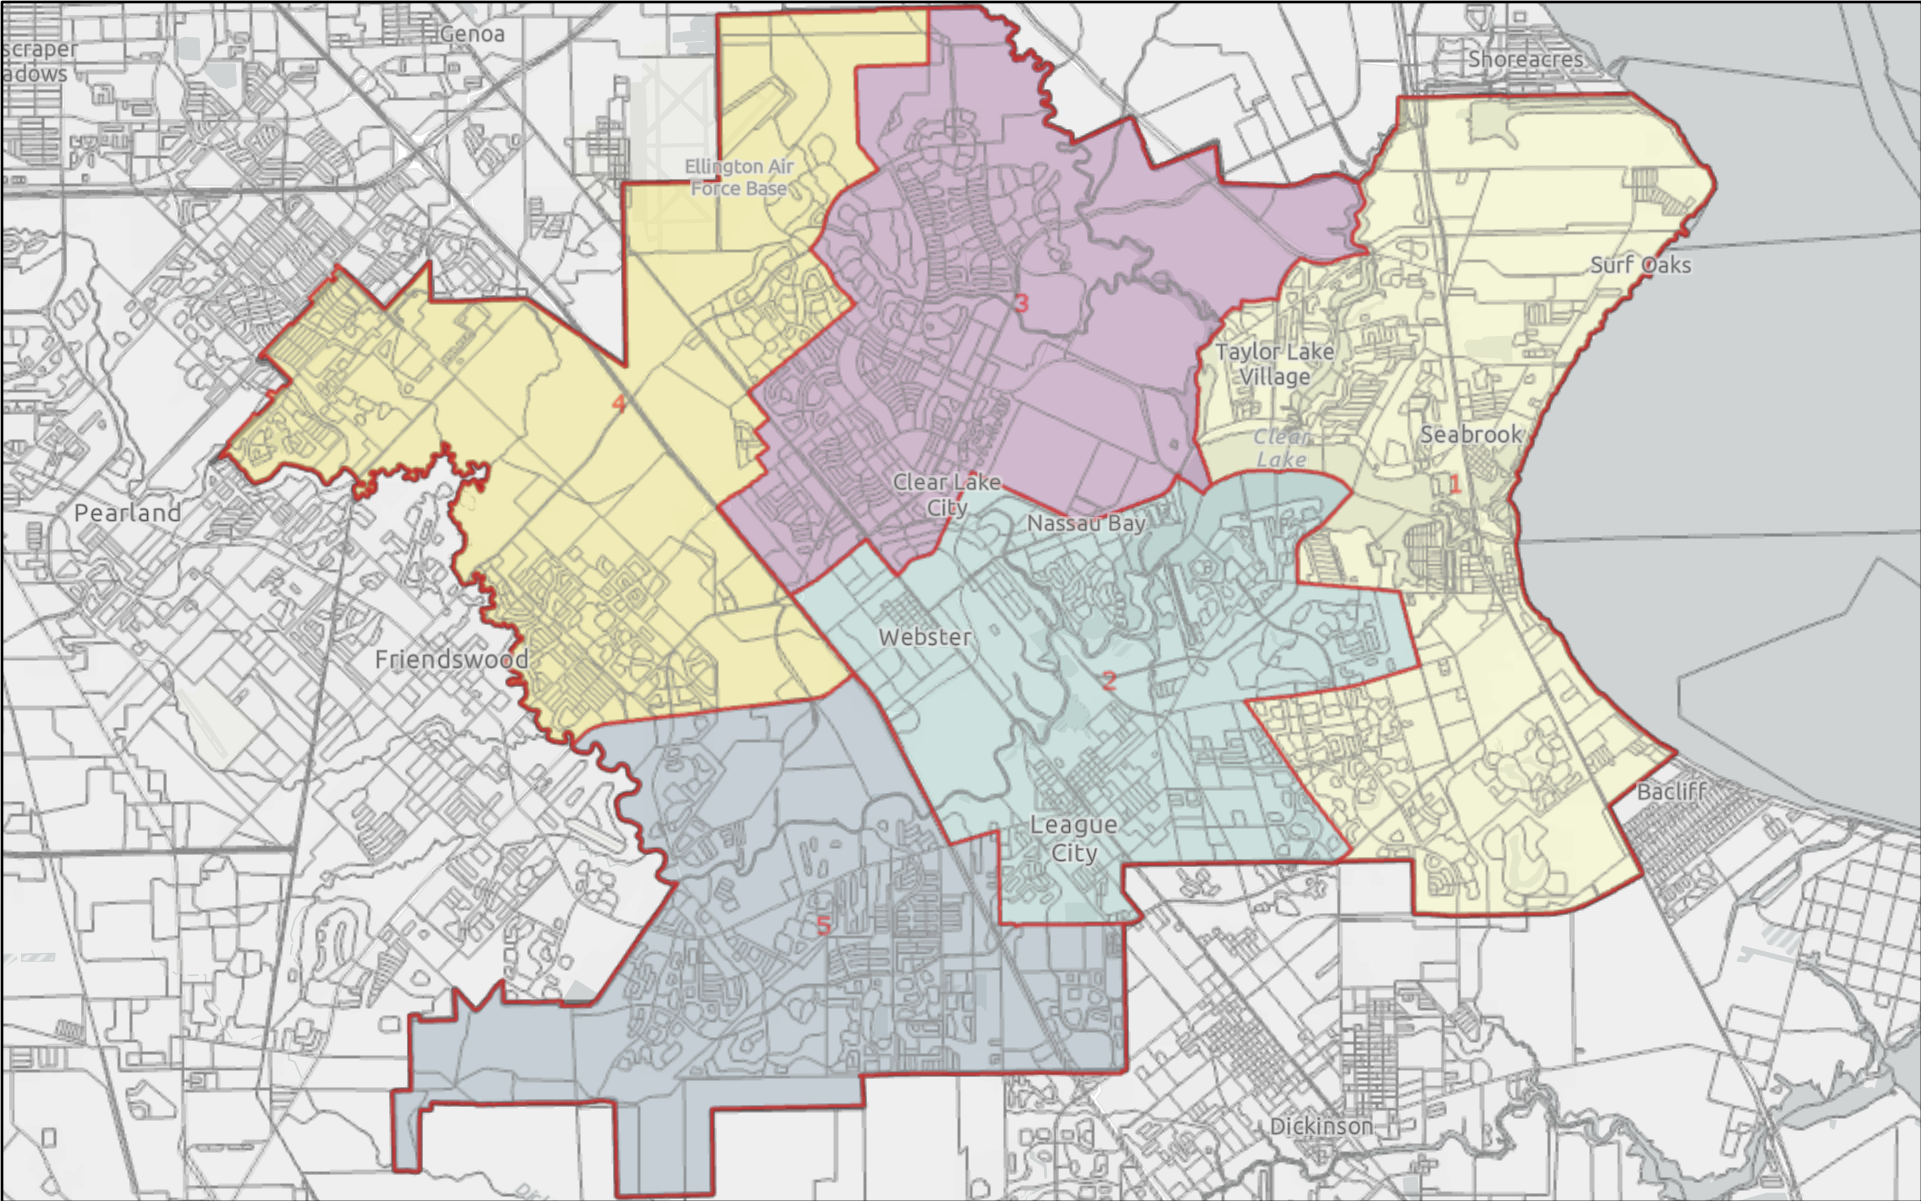 Genoa
scraper
adows
Shoreacres
Ellington Air
Force Base
Surf Oaks
3
Taylor Lake
Village
4
Clear
Lake
Seabrook
Clear Lake
City
1
Pearland
Nassau Bay
Webster
Friendswood
2
Bacliff
League
City
5
Dickinson